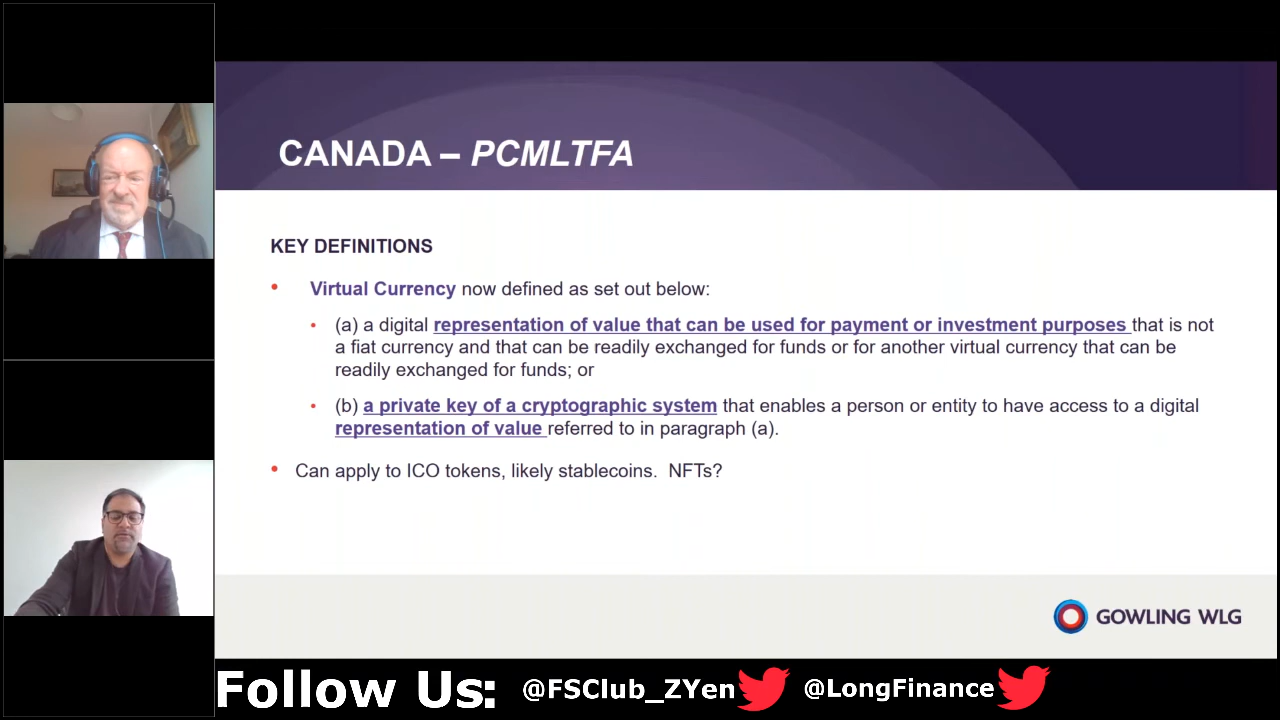 CANADA – PCMLTFA
KEY DEFINITIONS
• Virtual Currency now defined as set out below:
• (a) a digital representation of value that can be used for payment or investment purposes that is not
a fiat currency and that can be readily exchanged for funds or for another virtual currency that can be
readily exchanged for funds; or
• (b) a private key of a cryptographic system that enables a person or entity to have access to a digital
representation of value referred to in paragraph (a).
• Can apply to ICO tokens, likely stablecoins. NFTs?
GOWLING WLG
Follow Us: @FSClub_ZYen @LongFinance